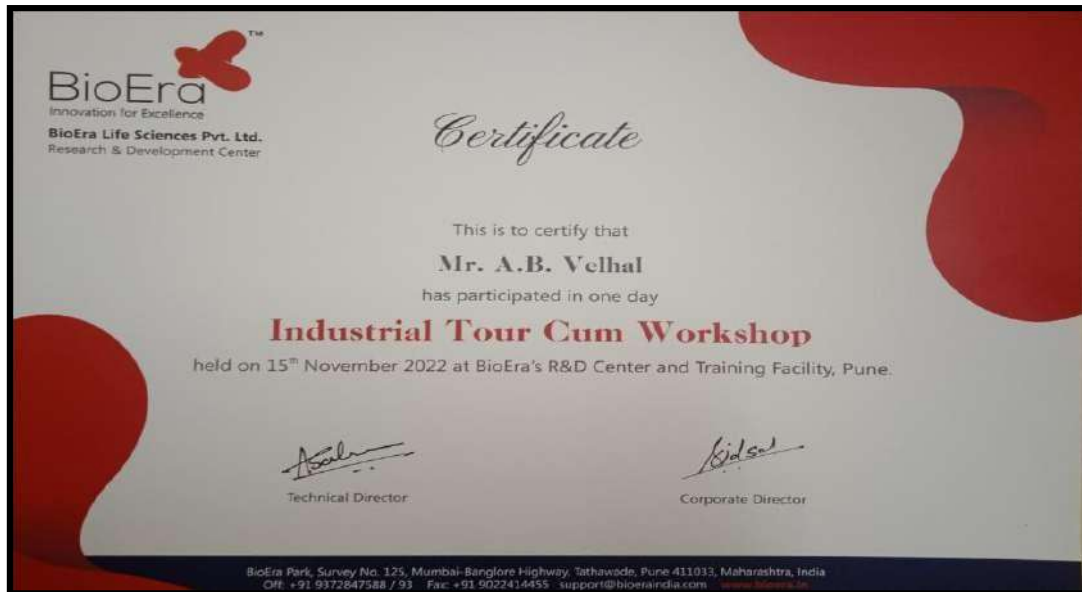 BioEra™
Innovation for Excellence
BioEra Life Sciences Pvt. Ltd.
Research & Development Center
Certificate
This is to certify that
Mr. A.B. Velhal
has participated in one day
Industrial Tour Cum Workshop
held on 15th November 2022 at BioEra's R&D Center and Training Facility, Pune.
Technical Director
Corporate Director
BioEra Park, Survey No. 125, Mumbai-Banglore Highway, Tathawade, Pune 411033, Maharashtra, India
Off: +91 9372847588 / 93 Fax: +91 9022414455 support@bioeraindia.com www.bioera.in